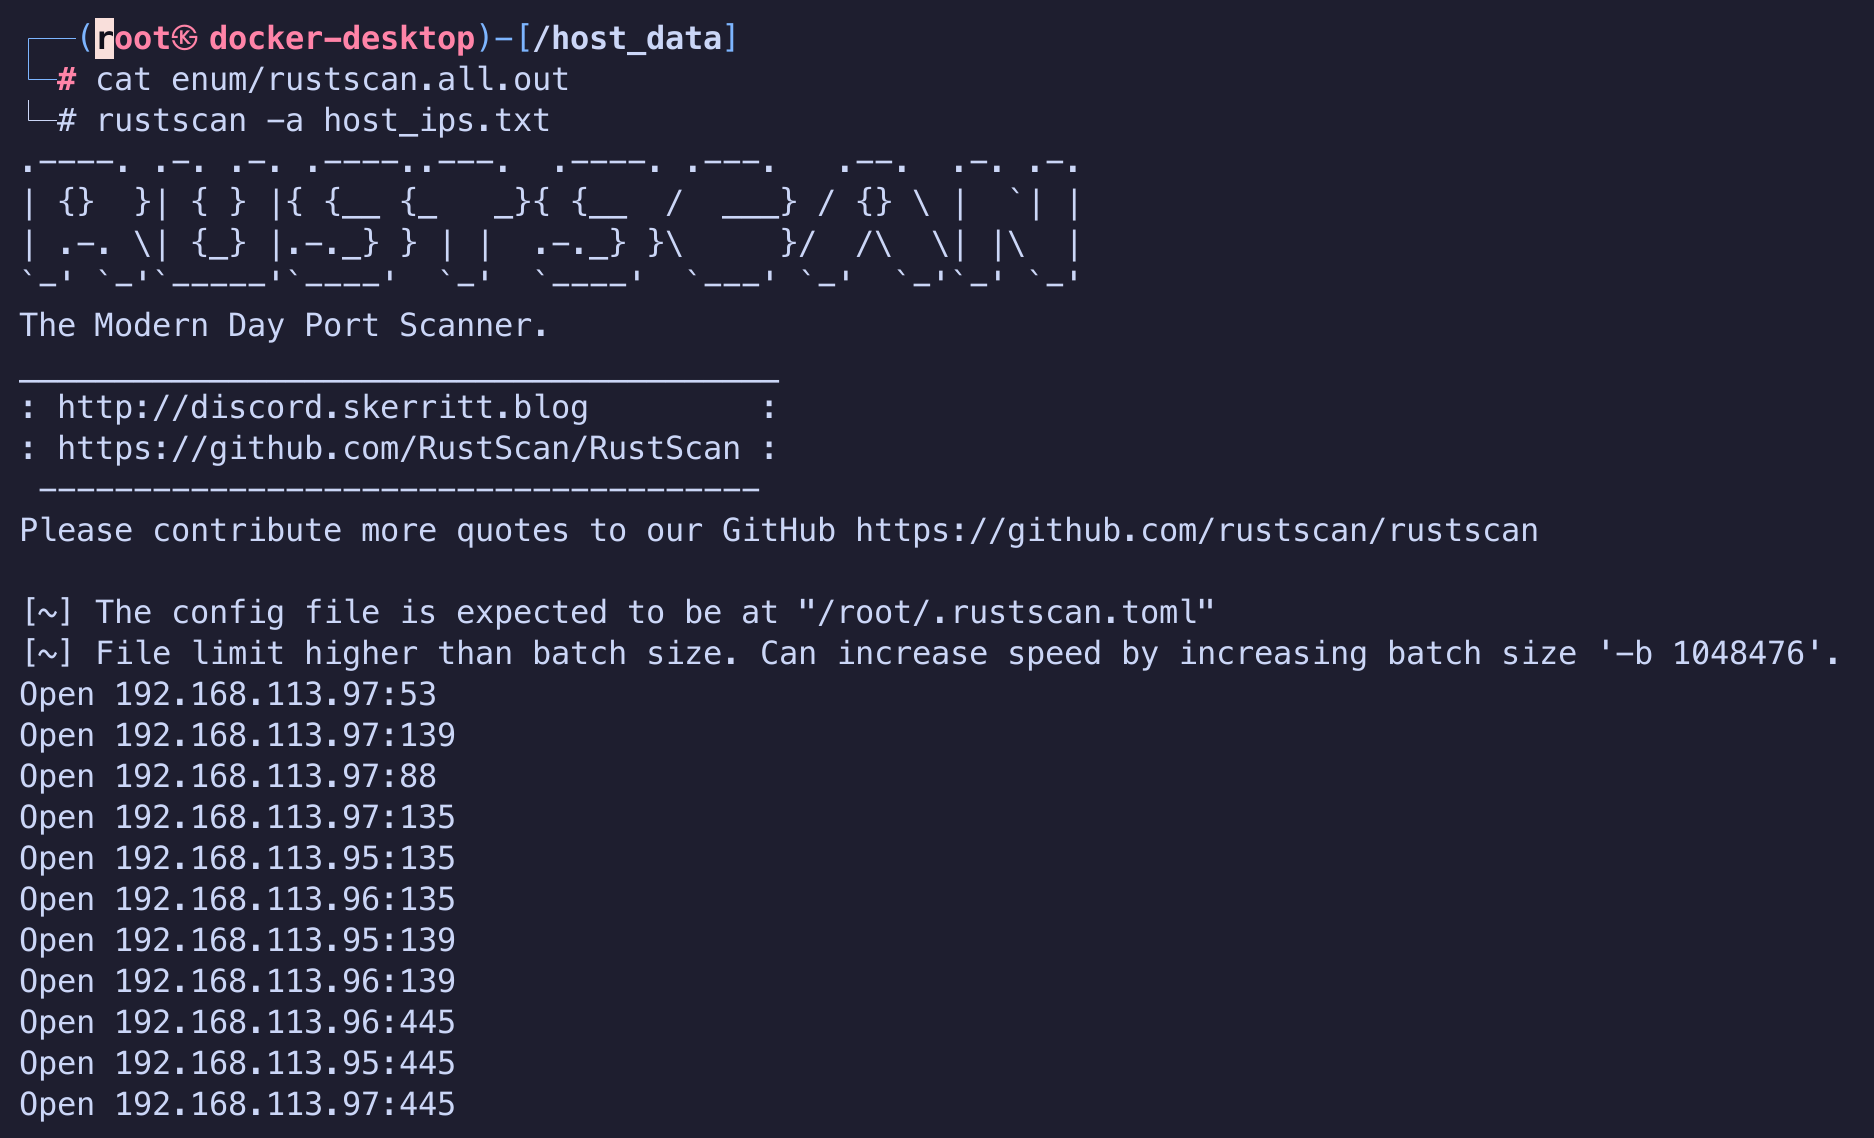 ┌──(root㉿docker-desktop)-[/host_data]
└─# cat enum/rustscan.all.out
└─# rustscan -a host_ips.txt
.----. .-. .-. .----..---.  .----. .---.   .--.  .-. .-.
| {}  }| { } |{ {__ {_   _}{ {__  /  ___} / {} \ |  `| |
| .-. \| {_} |.-._} } | |  .-._} }\     }/  /\  \| |\  |
`-' `-'`-----'`----'  `-'  `----'  `---' `-'  `-'`-' `-'
The Modern Day Port Scanner.
________________________________________
: http://discord.skerritt.blog         :
: https://github.com/RustScan/RustScan :
 --------------------------------------
Please contribute more quotes to our GitHub https://github.com/rustscan/rustscan

[~] The config file is expected to be at "/root/.rustscan.toml"
[~] File limit higher than batch size. Can increase speed by increasing batch size '-b 1048476'.
Open 192.168.113.97:53
Open 192.168.113.97:139
Open 192.168.113.97:88
Open 192.168.113.97:135
Open 192.168.113.95:135
Open 192.168.113.96:135
Open 192.168.113.95:139
Open 192.168.113.96:139
Open 192.168.113.96:445
Open 192.168.113.95:445
Open 192.168.113.97:445